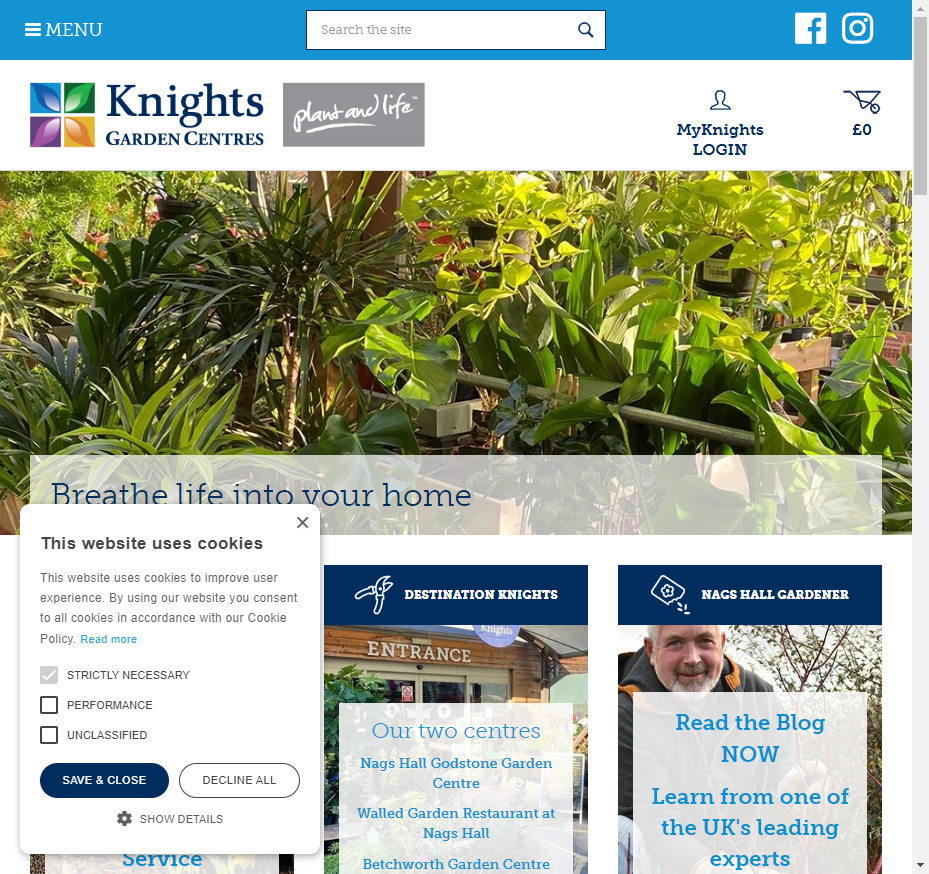 MENU
Search the site
Knights
GARDEN CENTRES
plant and life™
MyKnights
LOGIN
£0
Breathe life into your home
This website uses cookies
This website uses cookies to improve user
experience. By using our website you consent
to all cookies in accordance with our Cookie
Policy. Read more
STRICTLY NECESSARY
PERFORMANCE
UNCLASSIFIED
SAVE & CLOSE
DECLINE ALL
SHOW DETAILS
Service
DESTINATION KNIGHTS
Knights
ENTRANCE
Our two centres
Nags Hall Godstone Garden
Centre
Walled Garden Restaurant at
Nags Hall
Betchworth Garden Centre
NAGS HALL GARDENER
Read the Blog
NOW
Learn from one of
the UK's leading
experts